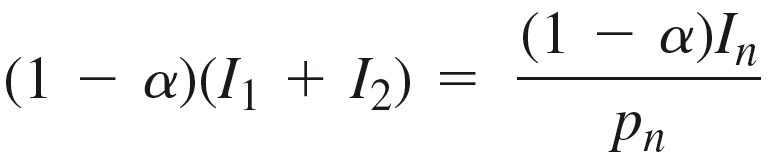 (1 − α)(I₁ + I₂) = (1 − α)Iₙ / pₙ